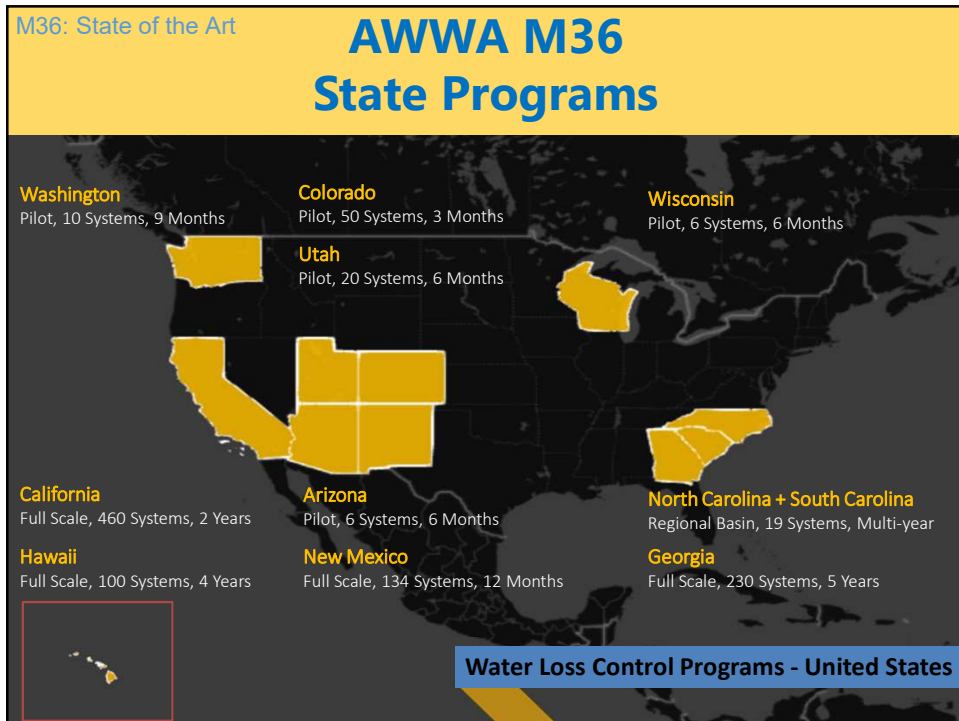 M36: State of the Art
AWWA M36
State Programs
Washington
Pilot, 10 Systems, 9 Months
Colorado
Pilot, 50 Systems, 3 Months
Utah
Pilot, 20 Systems, 6 Months
Wisconsin
Pilot, 6 Systems, 6 Months
California
Full Scale, 460 Systems, 2 Years
Hawaii
Full Scale, 100 Systems, 4 Years
Arizona
Pilot, 6 Systems, 6 Months
New Mexico
Full Scale, 134 Systems, 12 Months
North Carolina + South Carolina
Regional Basin, 19 Systems, Multi-year
Georgia
Full Scale, 230 Systems, 5 Years
Water Loss Control Programs - United States